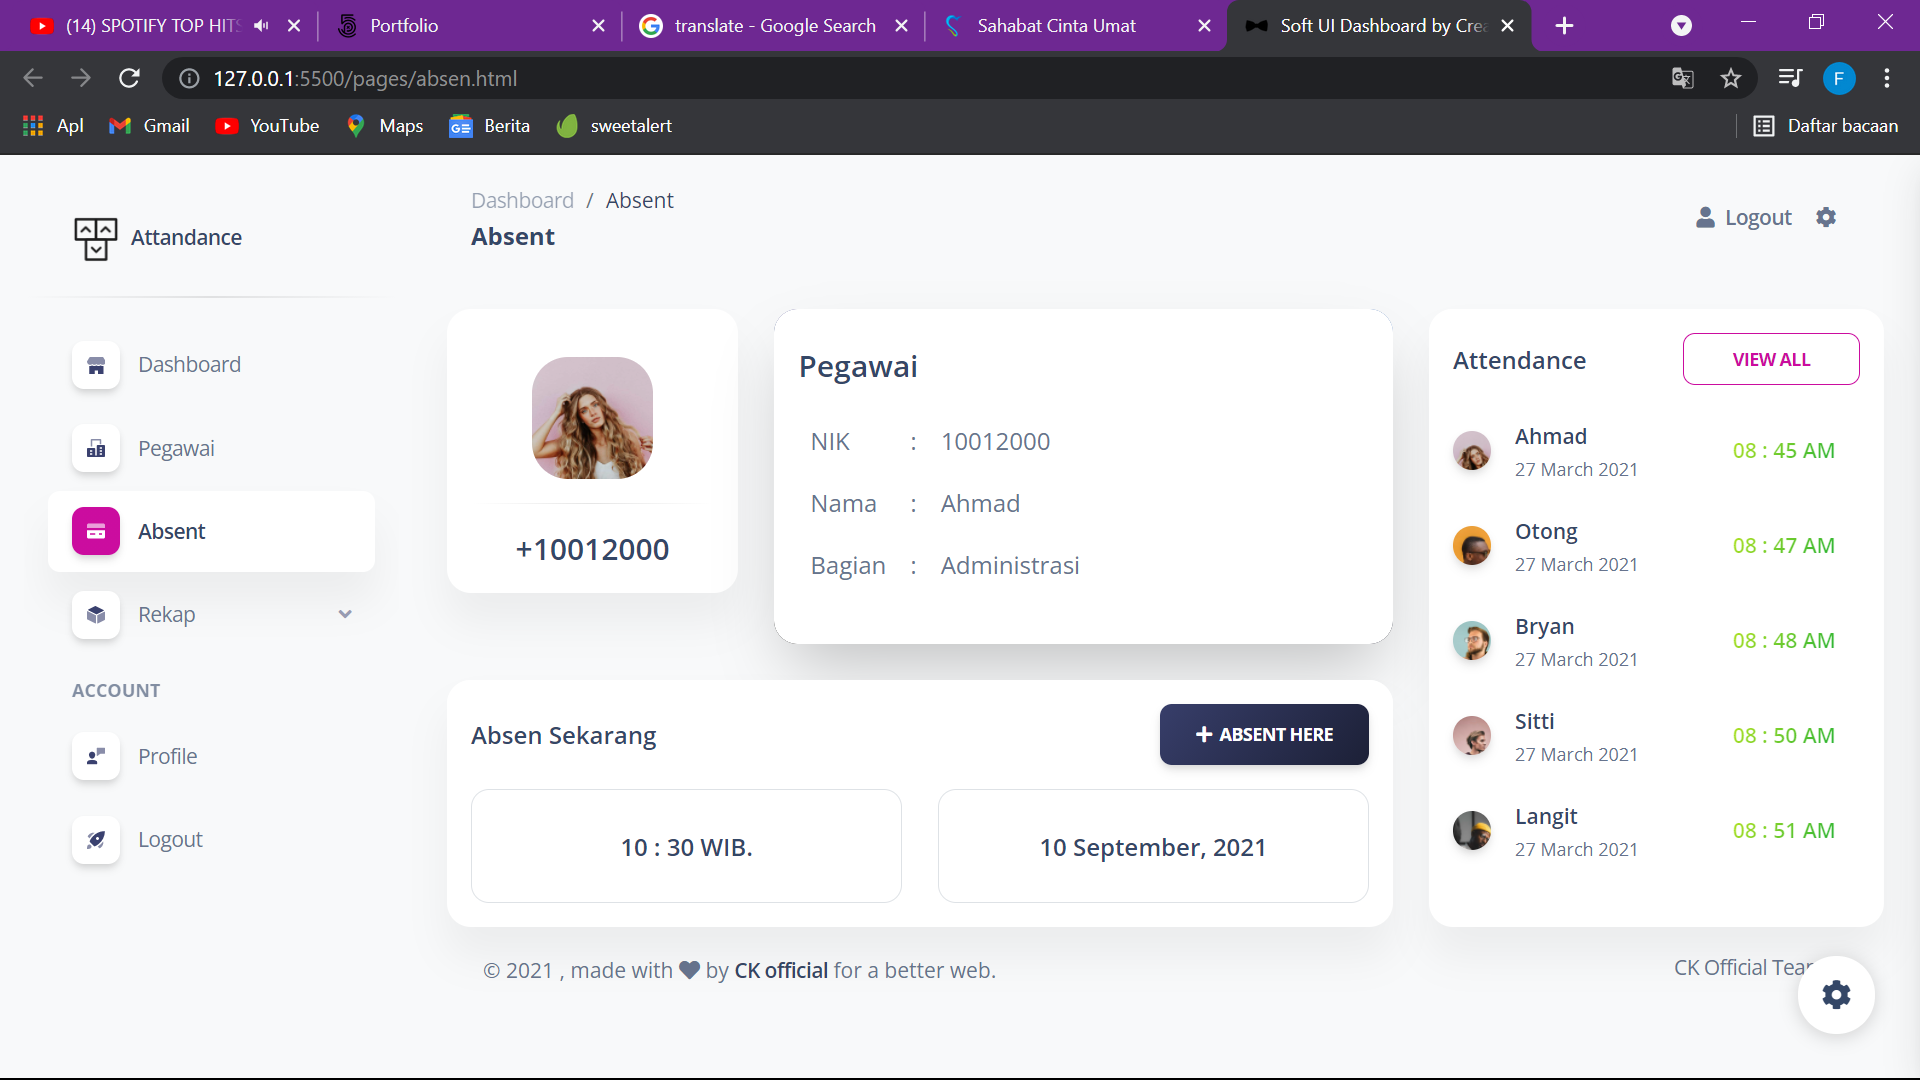 (14) SPOTIFY TOP HITS
Portfolio
translate - Google Search
Sahabat Cinta Umat
Soft UI Dashboard by Crea
127.0.0.1:5500/pages/absen.html
F
Apl
Gmail
YouTube
Maps
Berita
sweetalert
Daftar bacaan
Attandance
Dashboard / Absent
Absent
Logout
Dashboard
Pegawai
Absent
Rekap
ACCOUNT
Profile
Logout
+10012000
Pegawai
NIK : 10012000
Nama : Ahmad
Bagian : Administrasi
Absen Sekarang
+ ABSENT HERE
10 : 30 WIB.
10 September, 2021
Attendance
VIEW ALL
Ahmad
27 March 2021
08 : 45 AM
Otong
27 March 2021
08 : 47 AM
Bryan
27 March 2021
08 : 48 AM
Sitti
27 March 2021
08 : 50 AM
Langit
27 March 2021
08 : 51 AM
© 2021 , made with ♥ by CK official for a better web.
CK Official Tea